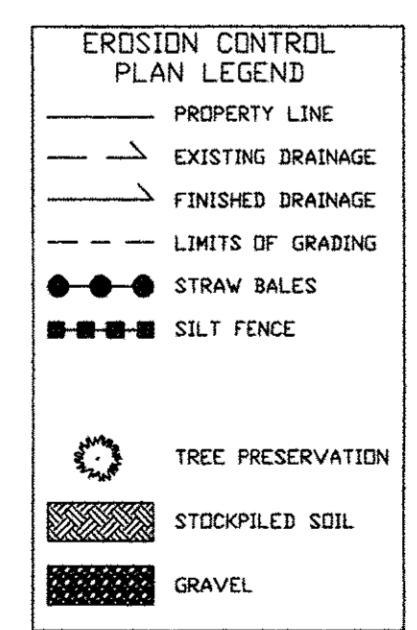 EROSION CONTROL
PLAN LEGEND
PROPERTY LINE
EXISTING DRAINAGE
FINISHED DRAINAGE
LIMITS OF GRADING
STRAW BALES
SILT FENCE
TREE PRESERVATION
STOCKPILED SOIL
GRAVEL